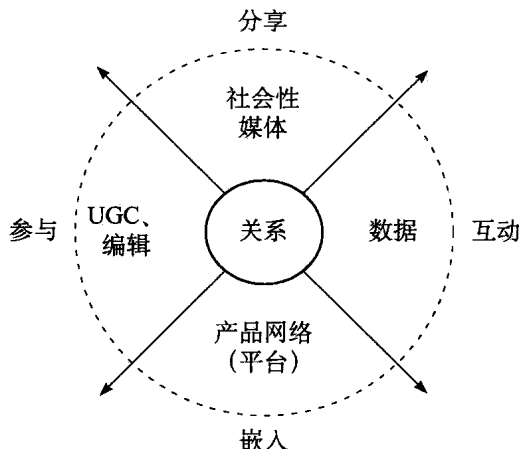 分享
社会性
媒体
参与
UGC、
编辑
关系
数据
互动
产品网络
（平台）
嵌入